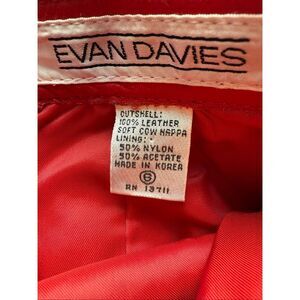 EVAN DAVIES
OUTSHELL:
100% LEATHER
SOFT COW NAPPA
LINING:
50% NYLON
50% ACETATE
MADE IN KOREA
6
RN 13711